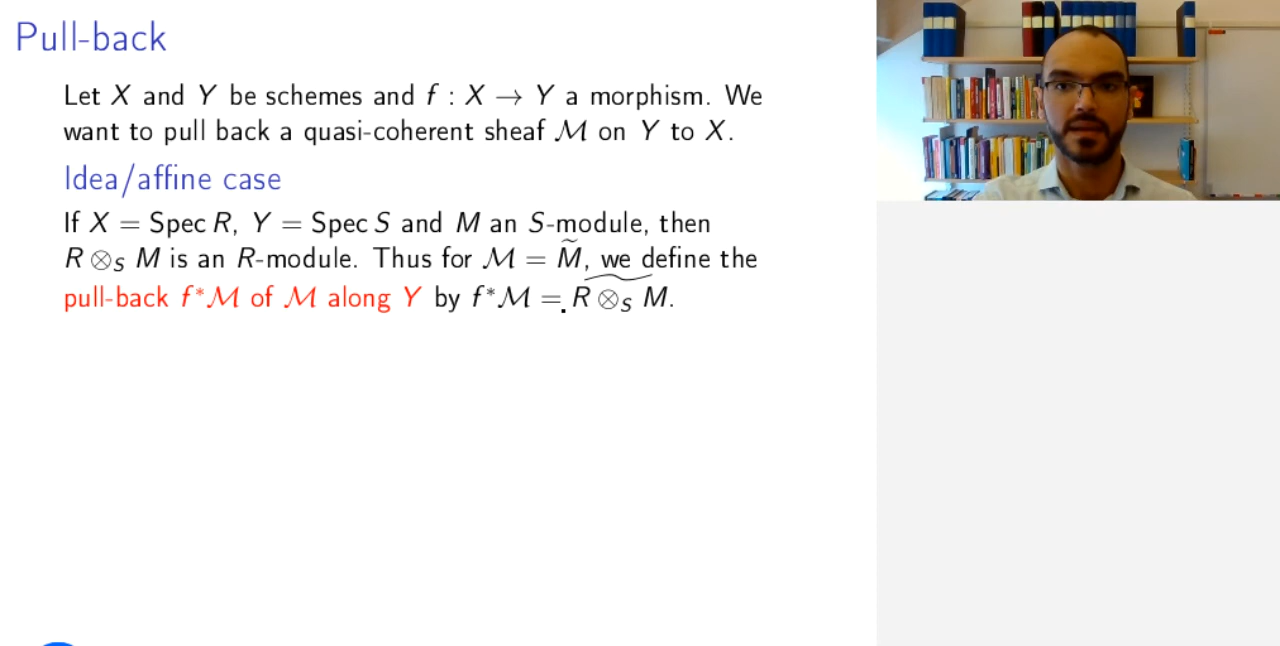 Pull-back
Let X and Y be schemes and f : X → Y a morphism. We
want to pull back a quasi-coherent sheaf ℳ on Y to X.
Idea/affine case
If X = Spec R, Y = Spec S and M an S-module, then
R ⊗_S M is an R-module. Thus for ℳ = M̃, we define the
pull-back f*ℳ of ℳ along Y by f*ℳ = \widetilde{R ⊗_S M}.